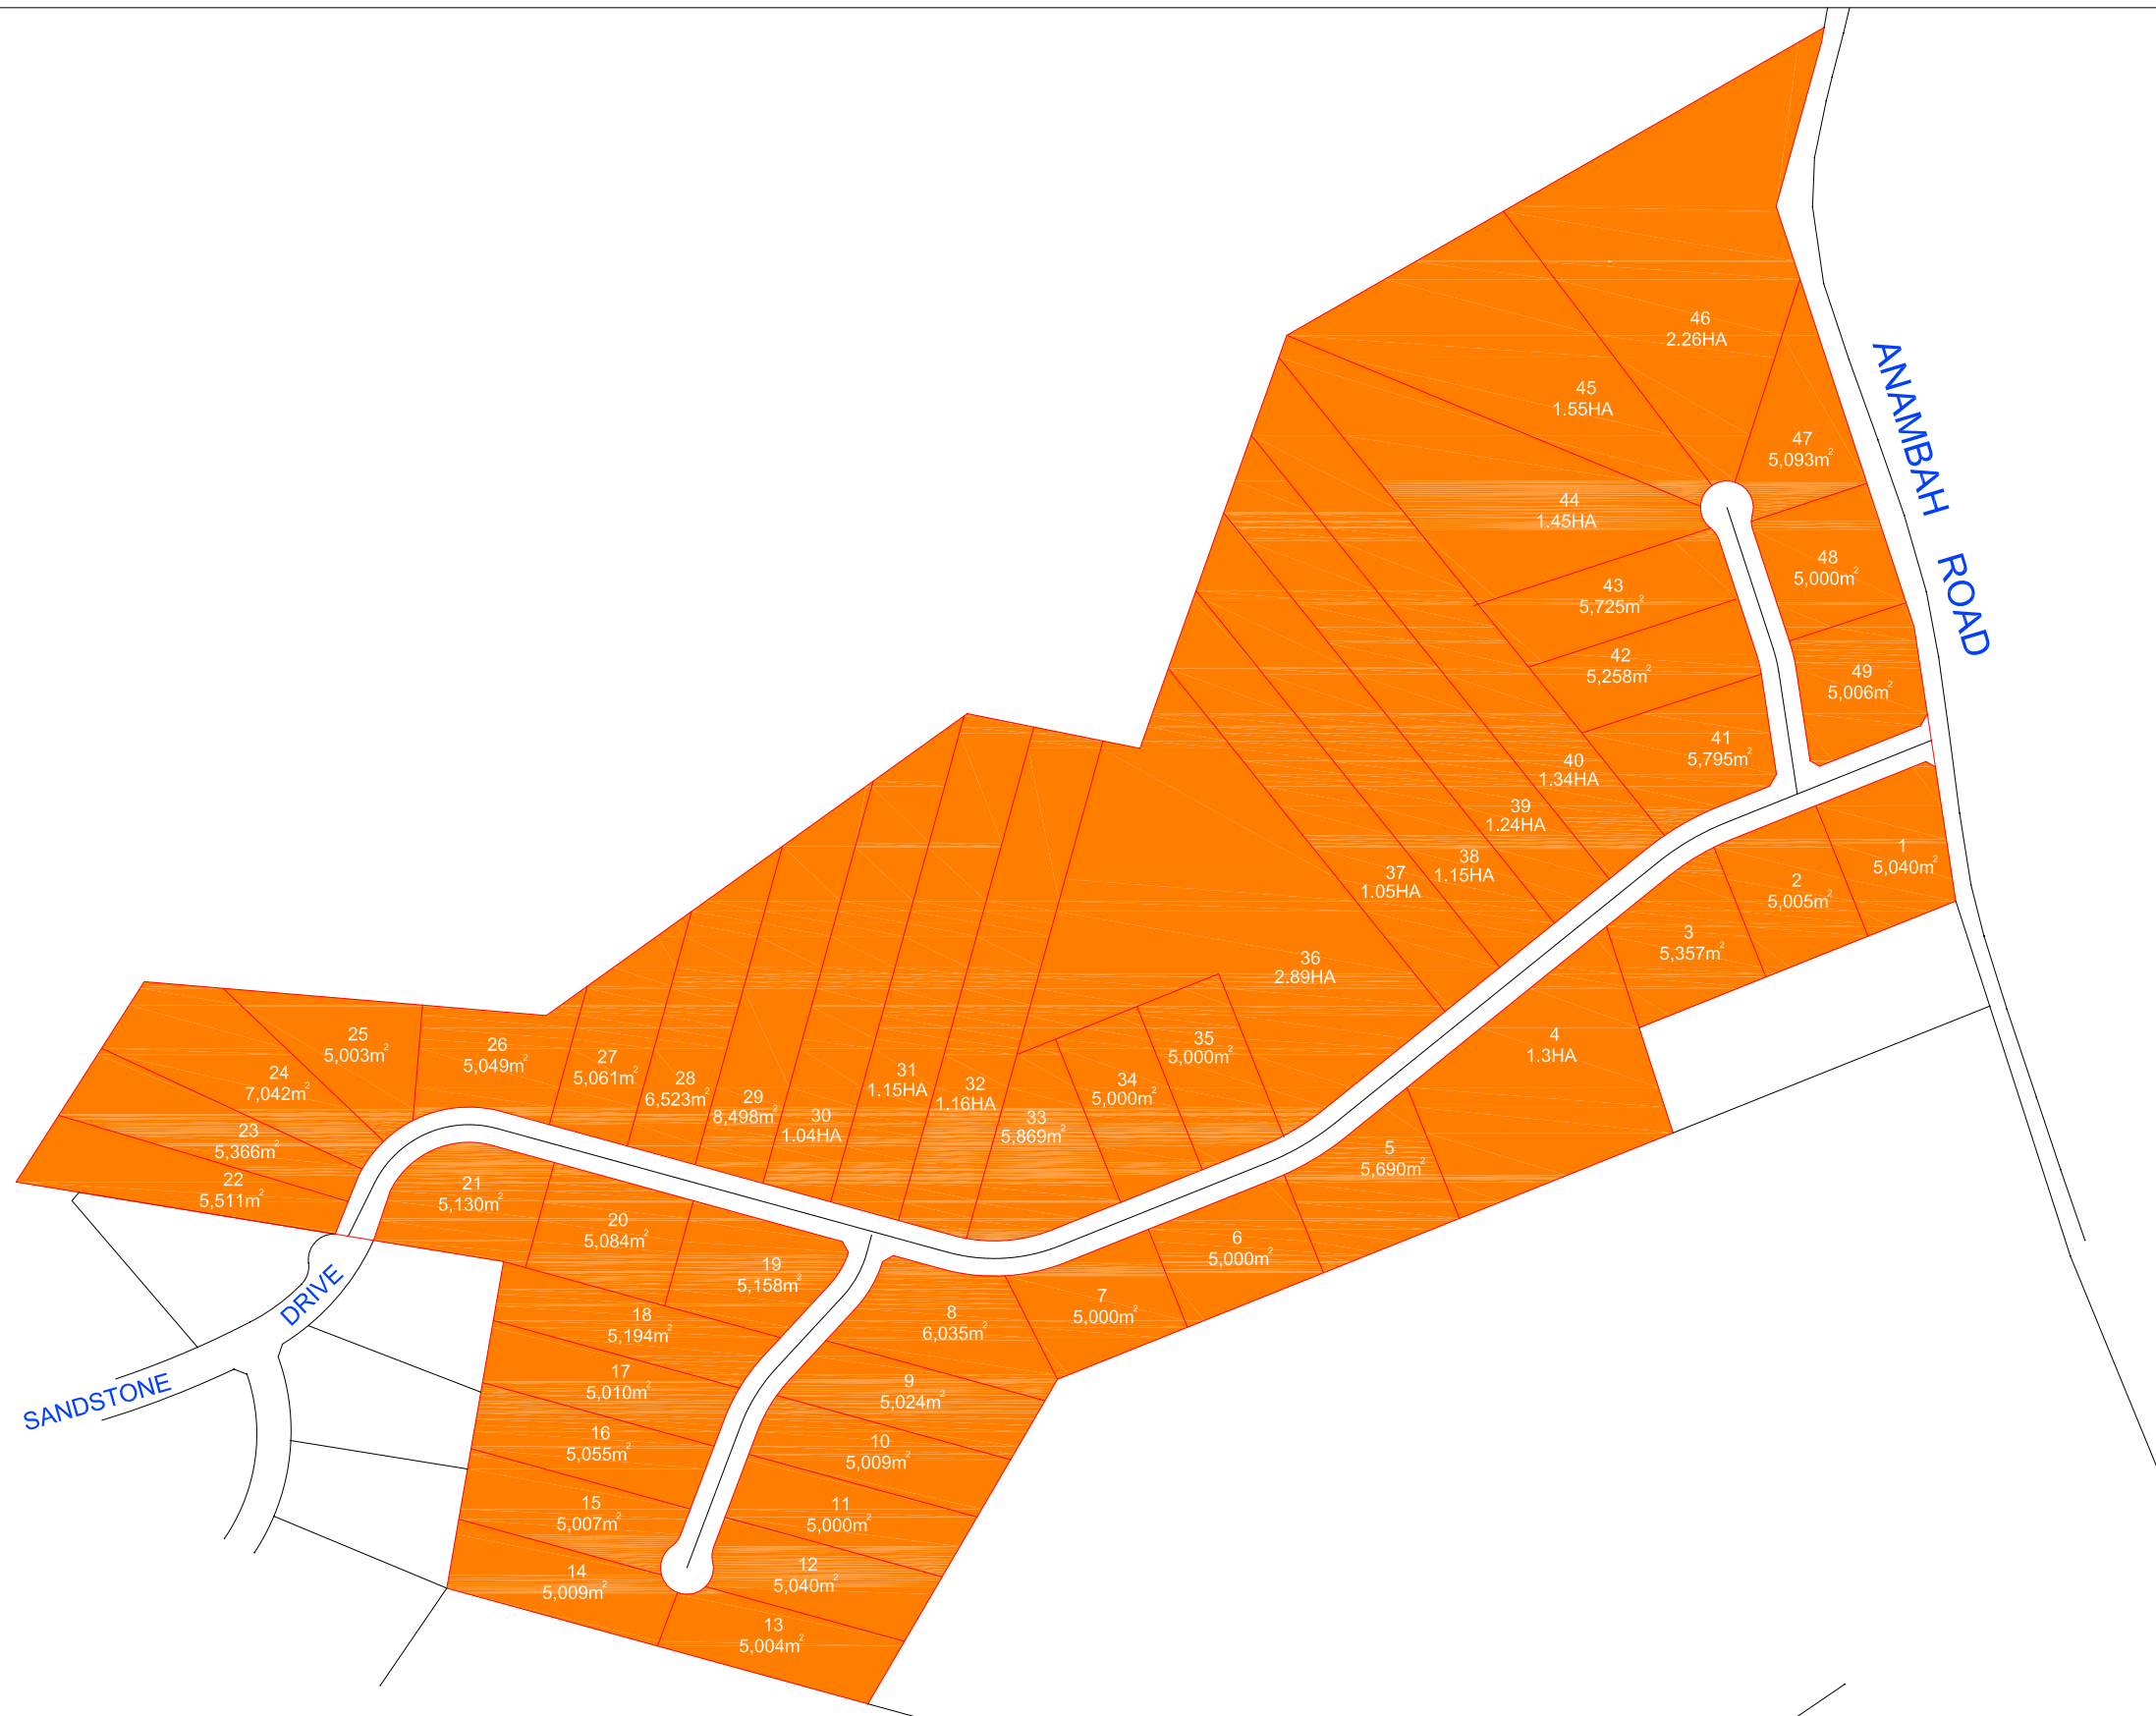 46
2.26HA
45
1.55HA
47
5,093m²
44
1.45HA
48
5,000m²
43
5,725m²
42
5,258m²
49
5,006m²
41
5,795m²
40
1.34HA
39
1.24HA
38
1.15HA
37
1.05HA
36
2.89HA
1
5,040m²
2
5,005m²
3
5,357m²
4
1.3HA
35
5,000m²
34
5,000m²
33
5,869m²
32
1.16HA
31
1.15HA
30
1.04HA
29
8,498m²
28
6,523m²
27
5,061m²
26
5,049m²
25
5,003m²
24
7,042m²
23
5,366m²
22
5,511m²
21
5,130m²
20
5,084m²
19
5,158m²
5
5,690m²
6
5,000m²
7
5,000m²
8
6,035m²
18
5,194m²
17
5,010m²
9
5,024m²
16
5,055m²
10
5,009m²
15
5,007m²
11
5,000m²
14
5,009m²
12
5,040m²
13
5,004m²
ANAMBAH ROAD
SANDSTONE DRIVE